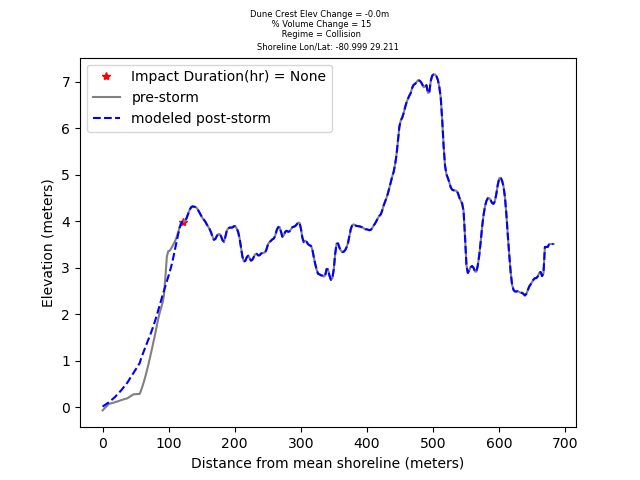 Dune Crest Elev Change = -0.0m
% Volume Change = 15
Regime = Collision
Shoreline Lon/Lat: -80.999 29.211
Impact Duration(hr) = None
pre-storm
modeled post-storm
Elevation (meters)
7
6
5
4
3
2
1
0
0 100 200 300 400 500 600 700
Distance from mean shoreline (meters)